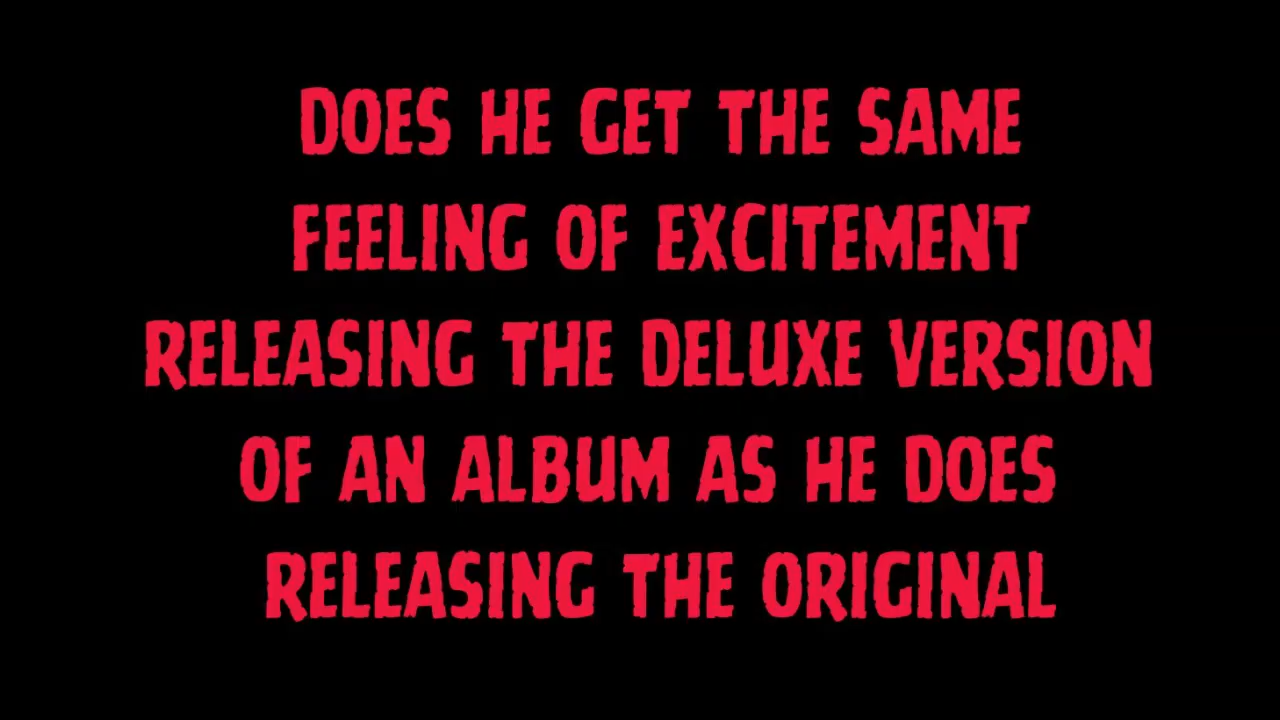 DOES HE GET THE SAME
FEELING OF EXCITEMENT
RELEASING THE DELUXE VERSION
OF AN ALBUM AS HE DOES
RELEASING THE ORIGINAL